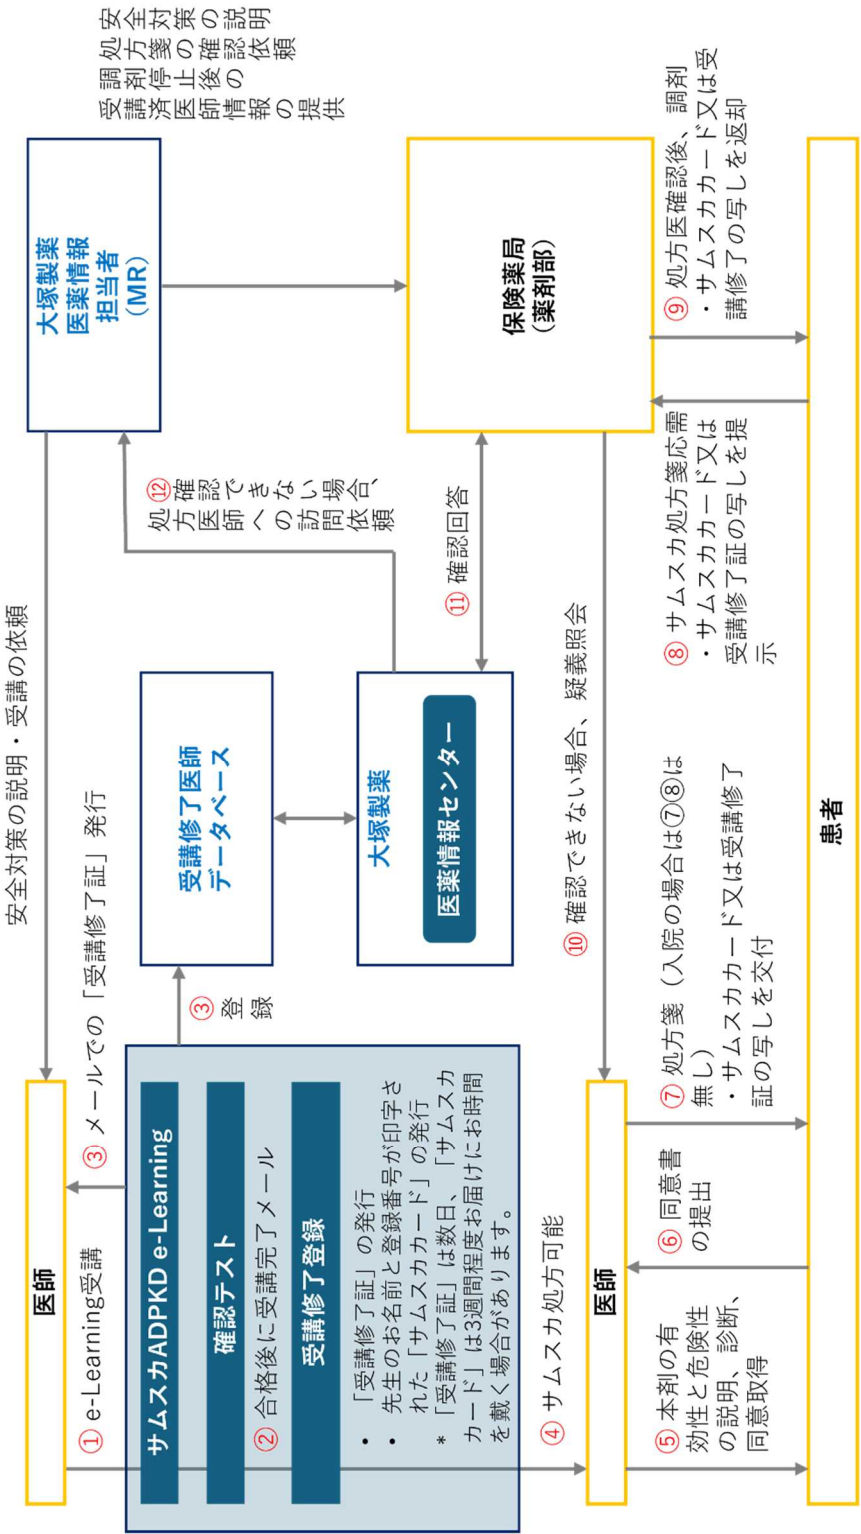 医師
① e-Learning受講
③ メールでの「受講修了証」発行
安全対策の説明・受講の依頼
サムスカADPKD e-Learning
確認テスト
② 合格後に受講完了メール
受講修了登録
• 「受講修了証」の発行
• 先生のお名前と登録番号が印字さ
れた「サムスカカード」の発行
* 「受講修了証」は数日、「サムスカ
カード」は3週間程度お届けにお時間
を戴く場合があります。
③
登
録
受講修了医師
データベース
大塚製薬
医薬情報センター
大塚製薬
医薬情報
担当者
(MR)
安全対策の説明
処方箋の確認依頼
調剤停止後の
受講済医師情報の提
供
⑫確認できない場合、
処方医師への訪問依
頼
⑪ 確認回答
保険薬局
(薬剤部)
④ サムスカ処方可能
⑩ 確認できない場合、疑義照会
医師
⑤ 本剤の有
効性と危険性
の説明、診断、
同意取得
⑥ 同意書
の提出
⑦ 処方箋（入院の場合は⑦⑧は
無し）
・サムスカカード又は受講修了
証の写しを交付
⑧ サムスカ処方箋応需
・サムスカカード又は
受講修了証の写しを提
示
⑨ 処方医確認後、調剤
・サムスカカード又は受
講修了の写しを返却
患者